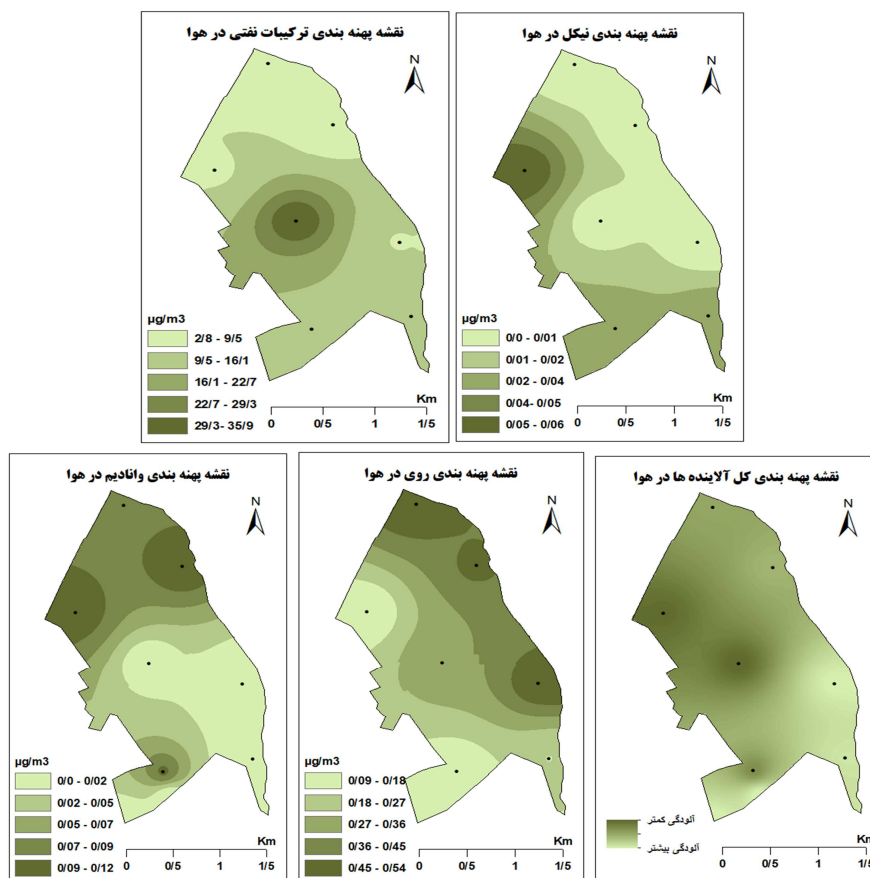 نقشه پهنه بندی ترکیبات نفتی در هوا
N
µg/m3
2/8 - 9/5
9/5 - 16/1
16/1 - 22/7
22/7 - 29/3
29/3- 35/9
Km
0 0/5 1 1/5
نقشه پهنه بندی نیکل در هوا
N
µg/m3
0/0 - 0/01
0/01 - 0/02
0/02 - 0/04
0/04- 0/05
0/05 - 0/06
Km
0 0/5 1 1/5
نقشه پهنه بندی وانادیم در هوا
N
µg/m3
0/0 - 0/02
0/02 - 0/05
0/05 - 0/07
0/07 - 0/09
0/09 - 0/12
Km
0 0/5 1 1/5
نقشه پهنه بندی روی در هوا
N
µg/m3
0/09 - 0/18
0/18 - 0/27
0/27 - 0/36
0/36 - 0/45
0/45 - 0/54
Km
0 0/5 1 1/5
نقشه پهنه بندی کل آلاینده ها در هوا
N
آلودگی کمتر
آلودگی بیشتر
Km
0 0/5 1 1/5